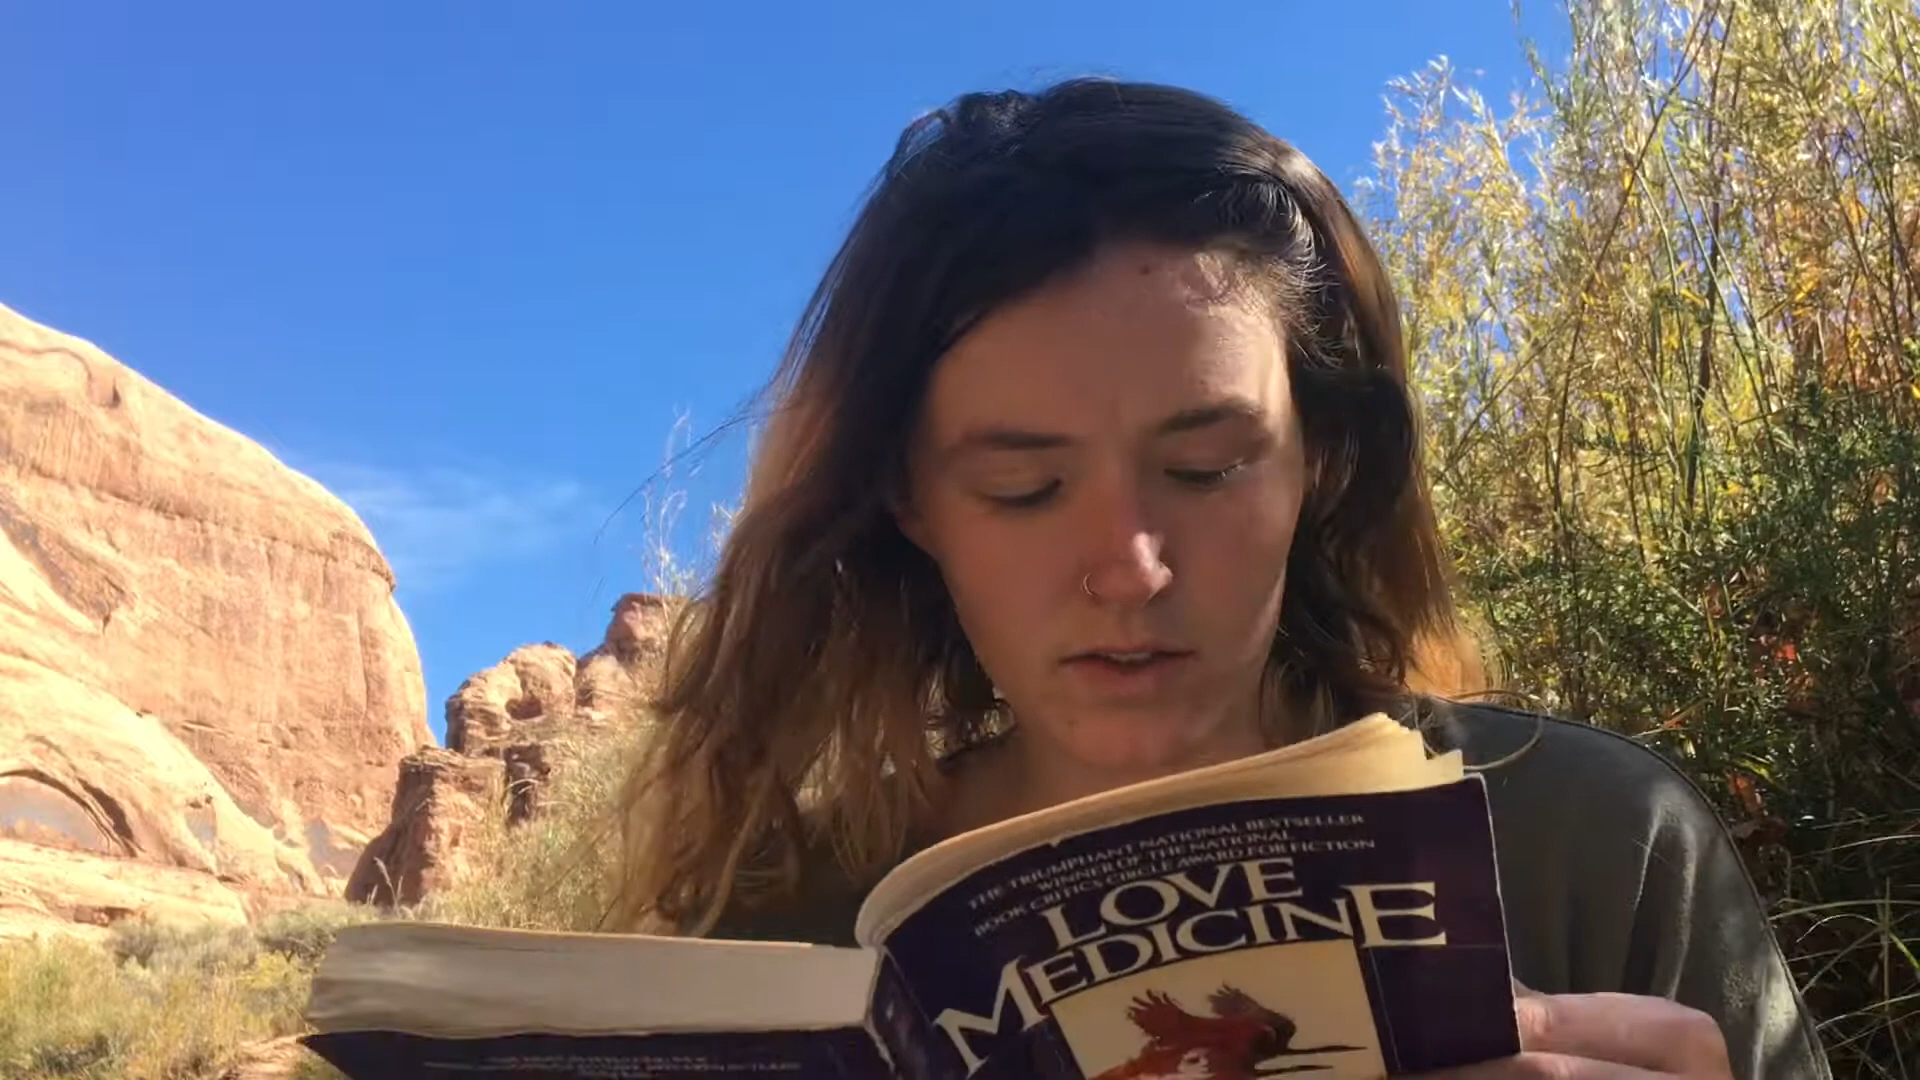 THE TRIUMPHANT NATIONAL BESTSELLER
WINNER OF THE NATIONAL
BOOK CRITICS CIRCLE AWARD FOR FICTION
LOVE
MEDICINE